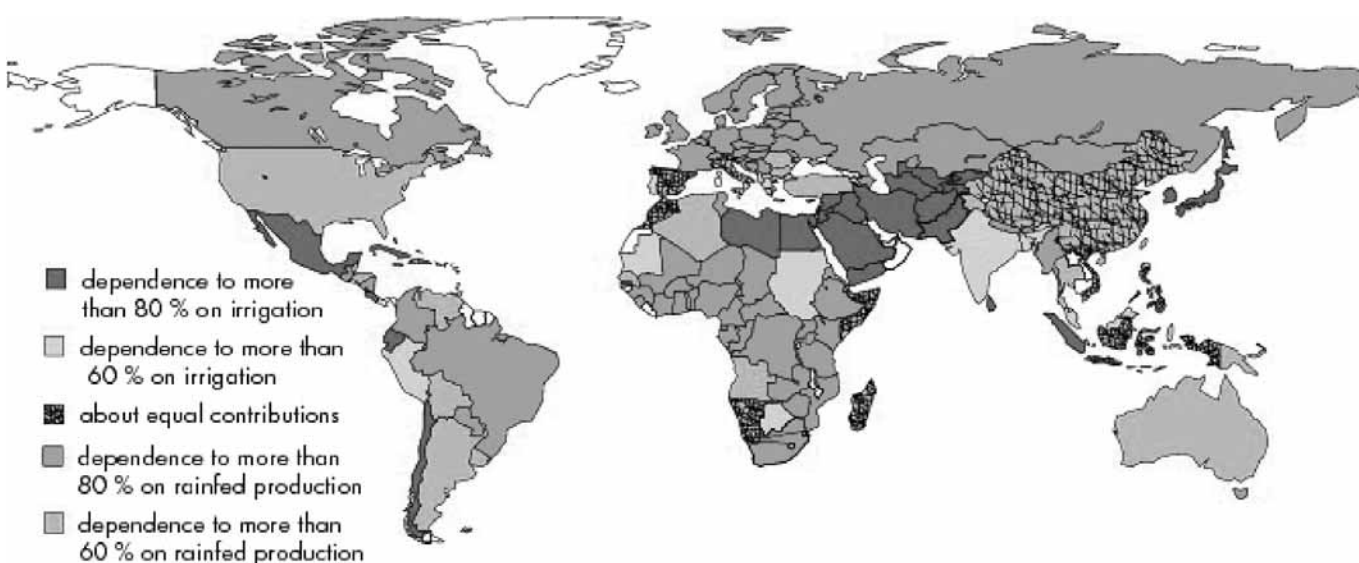 dependence to more
than 80 % on irrigation
dependence to more than
60 % on irrigation
about equal contributions
dependence to more than
80 % on rainfed production
dependence to more than
60 % on rainfed production